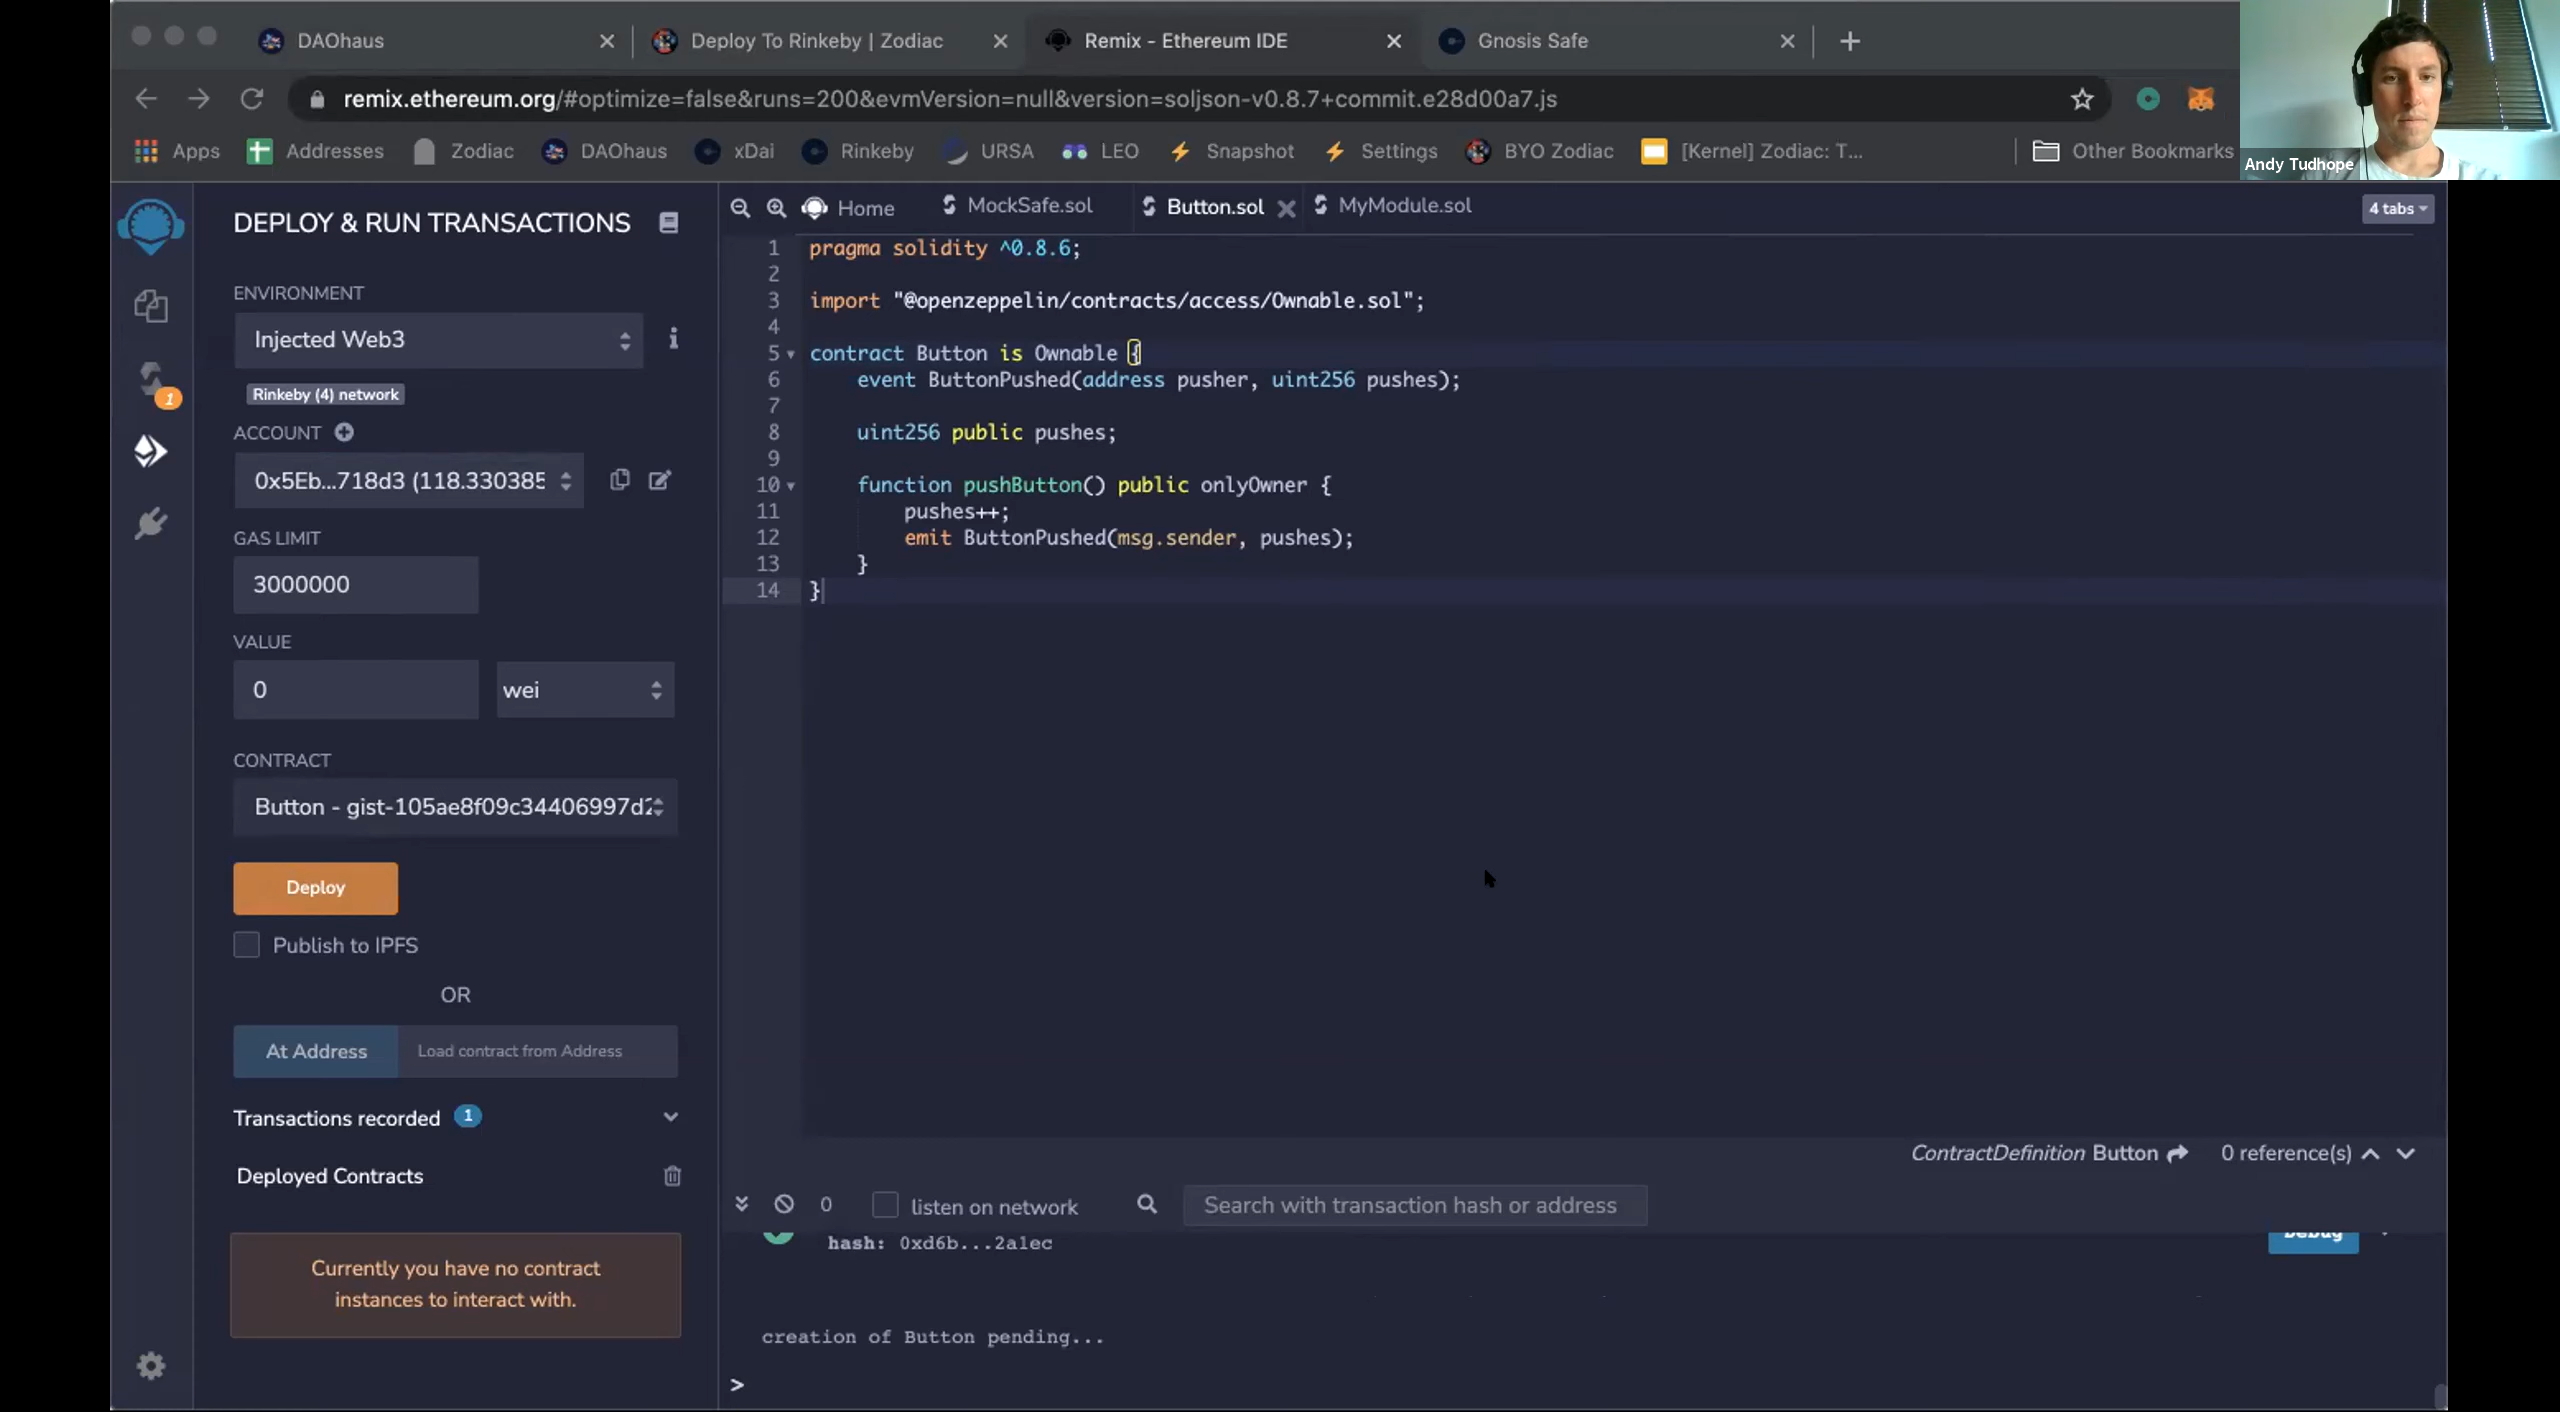 DAOhaus
Deploy To Rinkeby | Zodiac
Remix - Ethereum IDE
Gnosis Safe
remix.ethereum.org/#optimize=false&runs=200&evmVersion=null&version=soljson-v0.8.7+commit.e28d00a7.js
Apps
Addresses
Zodiac
DAOhaus
xDai
Rinkeby
URSA
LEO
Snapshot
Settings
BYO Zodiac
[Kernel] Zodiac: T...
Other Bookmarks
Andy Tudhope
DEPLOY & RUN TRANSACTIONS
ENVIRONMENT
Injected Web3
Rinkeby (4) network
1
ACCOUNT
0x5Eb...718d3 (118.330385
GAS LIMIT
3000000
VALUE
0
wei
CONTRACT
Button - gist-105ae8f09c34406997d2
Deploy
Publish to IPFS
OR
At Address
Load contract from Address
Transactions recorded 1
Deployed Contracts
Currently you have no contract
instances to interact with.
Home
MockSafe.sol
Button.sol
MyModule.sol
4 tabs
1 pragma solidity ^0.8.6;
2
3 import "@openzeppelin/contracts/access/Ownable.sol";
4
5 contract Button is Ownable {
6 event ButtonPushed(address pusher, uint256 pushes);
7
8 uint256 public pushes;
9
10 function pushButton() public onlyOwner {
11 pushes++;
12 emit ButtonPushed(msg.sender, pushes);
13 }
14 }
ContractDefinition Button
0 reference(s)
0
listen on network
Search with transaction hash or address
hash: 0xd6b...2a1ec
Debug
creation of Button pending...
>